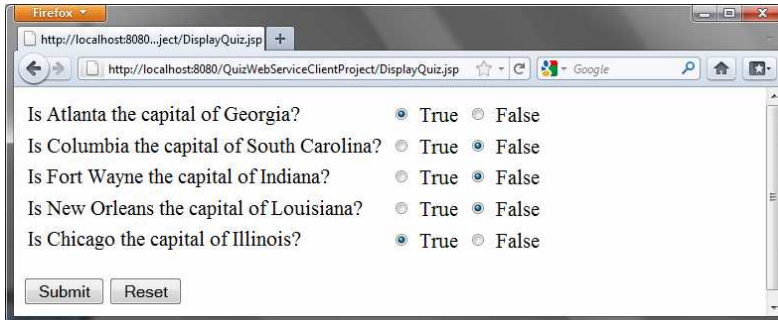 Firefox
http://localhost:8080...ject/DisplayQuiz.jsp
http://localhost:8080/QuizWebServiceClientProject/DisplayQuiz.jsp
Google
Is Atlanta the capital of Georgia? True False
Is Columbia the capital of South Carolina? True False
Is Fort Wayne the capital of Indiana? True False
Is New Orleans the capital of Louisiana? True False
Is Chicago the capital of Illinois? True False
Submit Reset